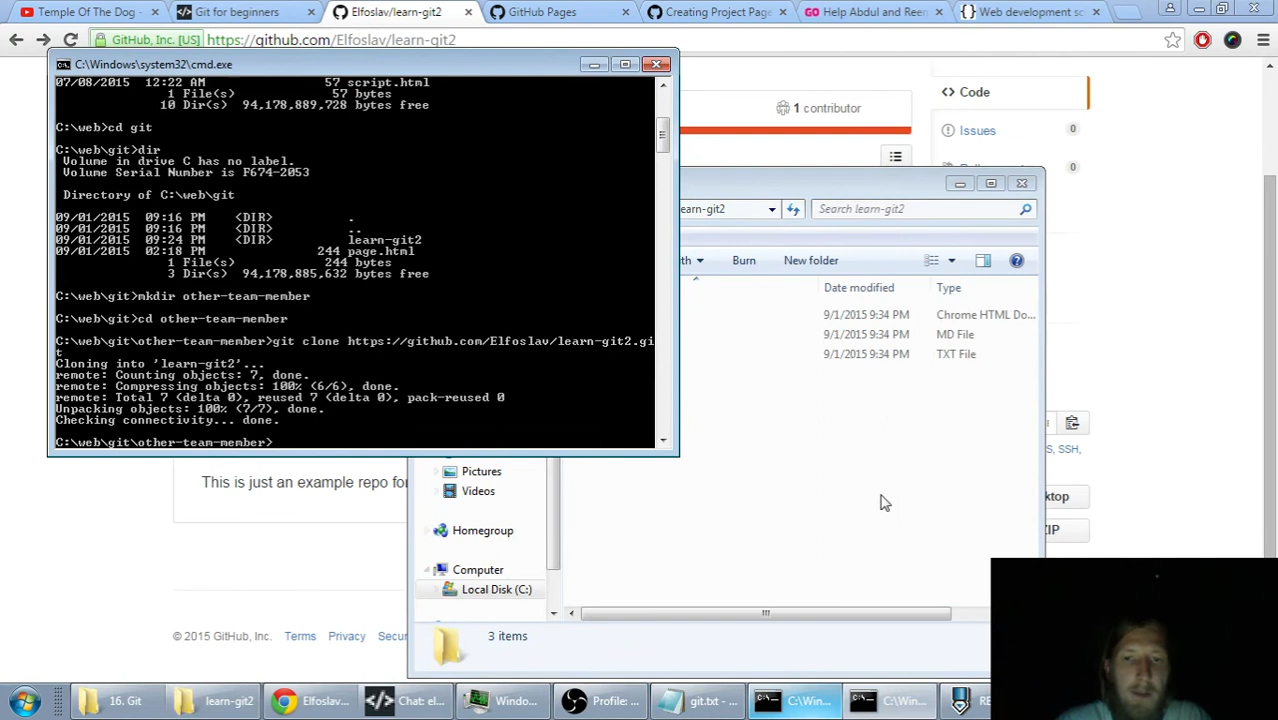 Temple Of The Dog -
Git for beginners
Elfoslav/learn-git2
GitHub Pages
Creating Project Pa
Help Abdul and Reem
Web development sc
GitHub, Inc. [US] https://github.com/Elfoslav/learn-git2
C:\Windows\system32\cmd.exe
07/08/2015 12:22 AM 57 script.html
1 File(s) 57 bytes
10 Dir(s) 94,178,889,728 bytes free
C:\web>cd git
C:\web\git>dir
Volume in drive C has no label.
Volume Serial Number is F674-2053
Directory of C:\web\git
09/01/2015 09:16 PM <DIR> .
09/01/2015 09:16 PM <DIR> ..
09/01/2015 09:24 PM <DIR> learn-git2
09/01/2015 02:18 PM 244 page.html
1 File(s) 244 bytes
3 Dir(s) 94,178,885,632 bytes free
C:\web\git>mkdir other-team-member
C:\web\git>cd other-team-member
C:\web\git\other-team-member>git clone https://github.com/Elfoslav/learn-git2.gi
t
Cloning into 'learn-git2'...
remote: Counting objects: 7, done.
remote: Compressing objects: 100% (6/6), done.
remote: Total 7 (delta 0), reused 7 (delta 0), pack-reused 0
Unpacking objects: 100% (7/7), done.
Checking connectivity... done.
C:\web\git\other-team-member>
1 contributor
Code
Issues 0
0
earn-git2
Search learn-git2
th
Burn
New folder
Date modified
Type
9/1/2015 9:34 PM Chrome HTML Do...
9/1/2015 9:34 PM MD File
9/1/2015 9:34 PM TXT File
S, SSH,
ktop
ZIP
Pictures
Videos
Homegroup
Computer
Local Disk (C:)
3 items
This is just an example repo for
© 2015 GitHub, Inc. Terms Privacy Secur
16. Git
learn-git2
Elfoslav...
Chat: el...
Windo...
Profile: ...
git.txt - ...
C:\Win...
C:\Win...
RE